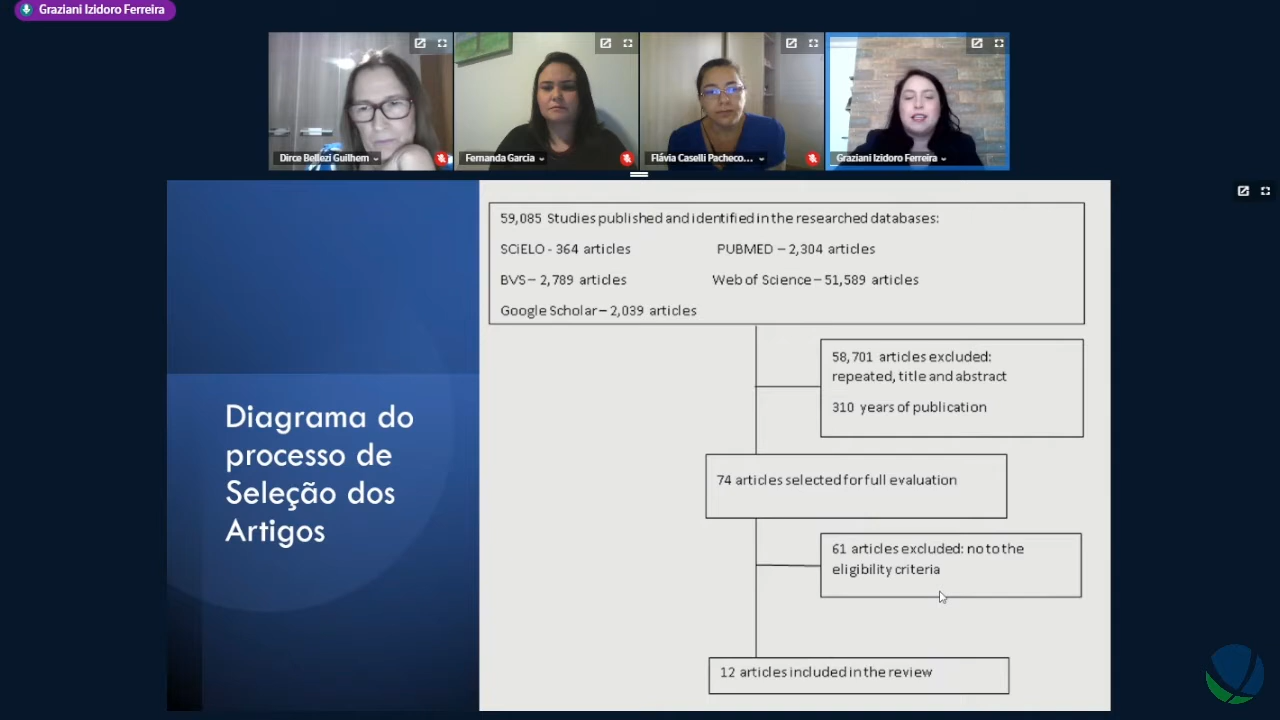 Graziani Izidoro Ferreira
Dirce Bellezi Guilhem
Fernanda Garcia
Flávia Caselli Pacheco...
Graziani Izidoro Ferreira
Diagrama do
processo de
Seleção dos
Artigos
59,085 Studies published and identified in the researched databases:
SCiELO - 364 articles PUBMED – 2,304 articles
BVS – 2,789 articles Web of Science – 51,589 articles
Google Scholar – 2,039 articles
58,701 articles excluded:
repeated, title and abstract
310 years of publication
74 articles selected for full evaluation
61 articles excluded: no to the
eligibility criteria
12 articles included in the review